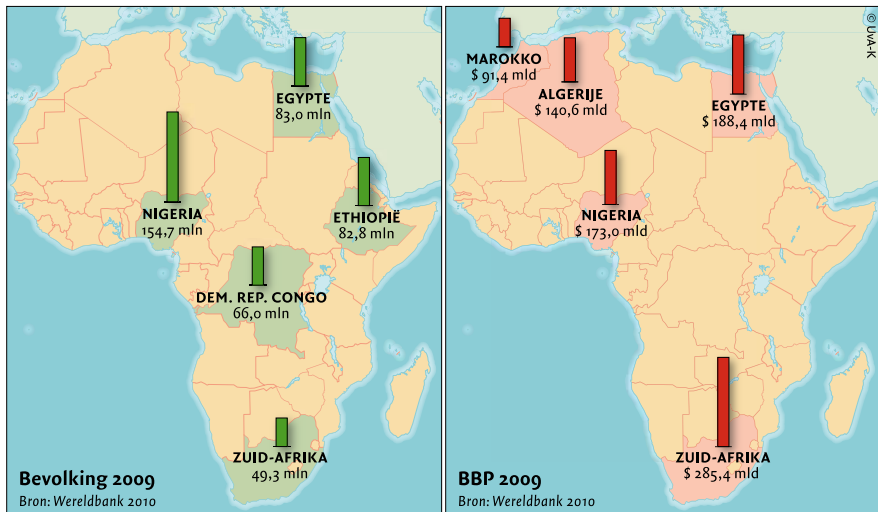 EGYPTE
83,0 mln
NIGERIA
154,7 mln
ETHIOPIË
82,8 mln
DEM. REP. CONGO
66,0 mln
ZUID-AFRIKA
49,3 mln
Bevolking 2009
Bron: Wereldbank 2010
© UvA-K
MAROKKO
$ 91,4 mld
ALGERIJE
$ 140,6 mld
EGYPTE
$ 188,4 mld
NIGERIA
$ 173,0 mld
ZUID-AFRIKA
$ 285,4 mld
BBP 2009
Bron: Wereldbank 2010